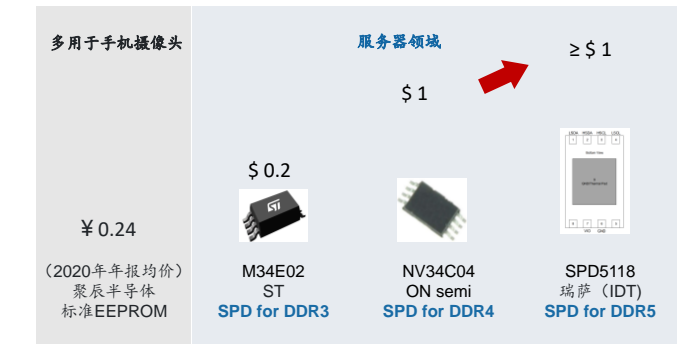 多用于手机摄像头
服务器领域
≥$ 1
$ 1
$ 0.2
¥ 0.24
(2020年年报均价)
聚辰半导体
标准EEPROM
M34E02
ST
SPD for DDR3
NV34C04
ON semi
SPD for DDR4
SPD5118
瑞萨(IDT)
SPD for DDR5